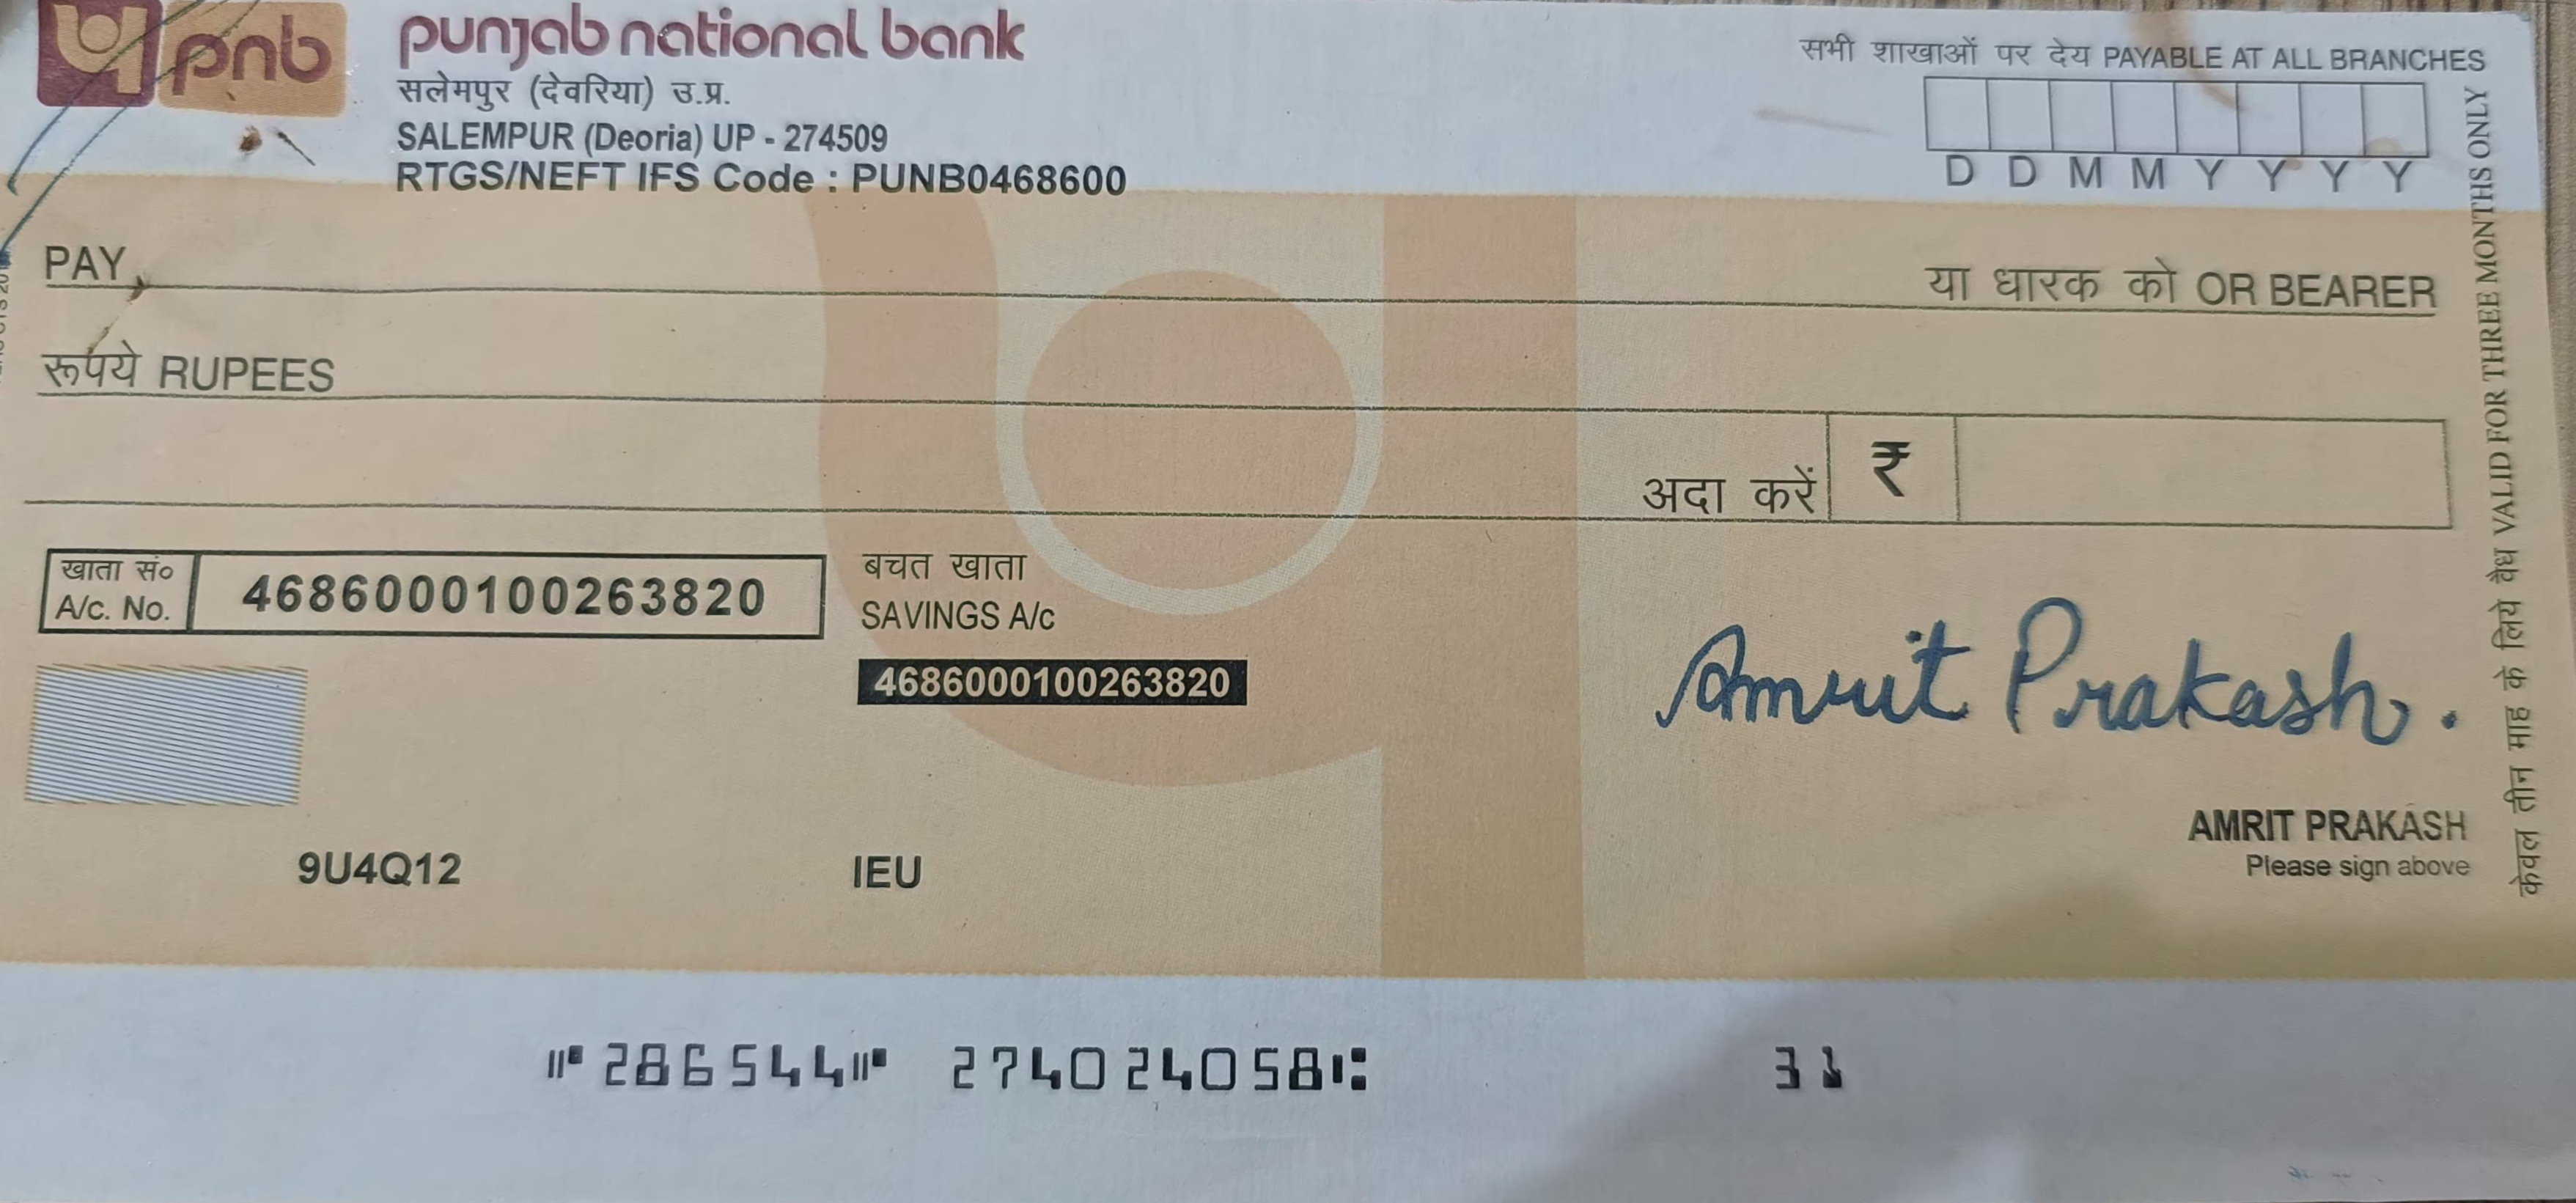 प pnb punjab national bank
सलेमपुर (देवरिया) उ.प्र.
SALEMPUR (Deoria) UP - 274509
RTGS/NEFT IFS Code : PUNB0468600
सभी शाखाओं पर देय PAYABLE AT ALL BRANCHES
D D M M Y Y Y Y
PAY
या धारक को OR BEARER
रूपये RUPEES
अदा करें ₹
खाता सं०
A/c. No.
4686000100263820
बचत खाता
SAVINGS A/c
4686000100263820
Amrit Prakash.
AMRIT PRAKASH
Please sign above
9U4Q12
IEU
⑈286544⑈ 274024058⑆ 31
केवल तीन माह के लिये वैध VALID FOR THREE MONTHS ONLY